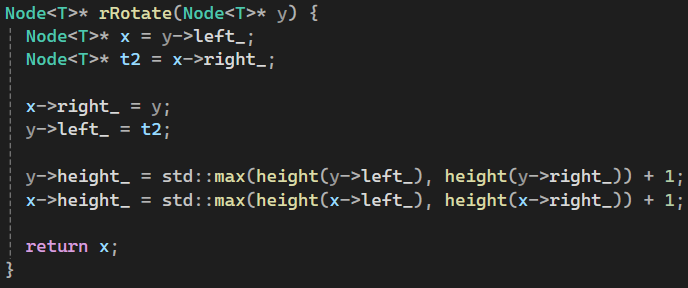 Node<T>* rRotate(Node<T>* y) {
  Node<T>* x = y->left_;
  Node<T>* t2 = x->right_;

  x->right_ = y;
  y->left_ = t2;

  y->height_ = std::max(height(y->left_), height(y->right_)) + 1;
  x->height_ = std::max(height(x->left_), height(x->right_)) + 1;

  return x;
}